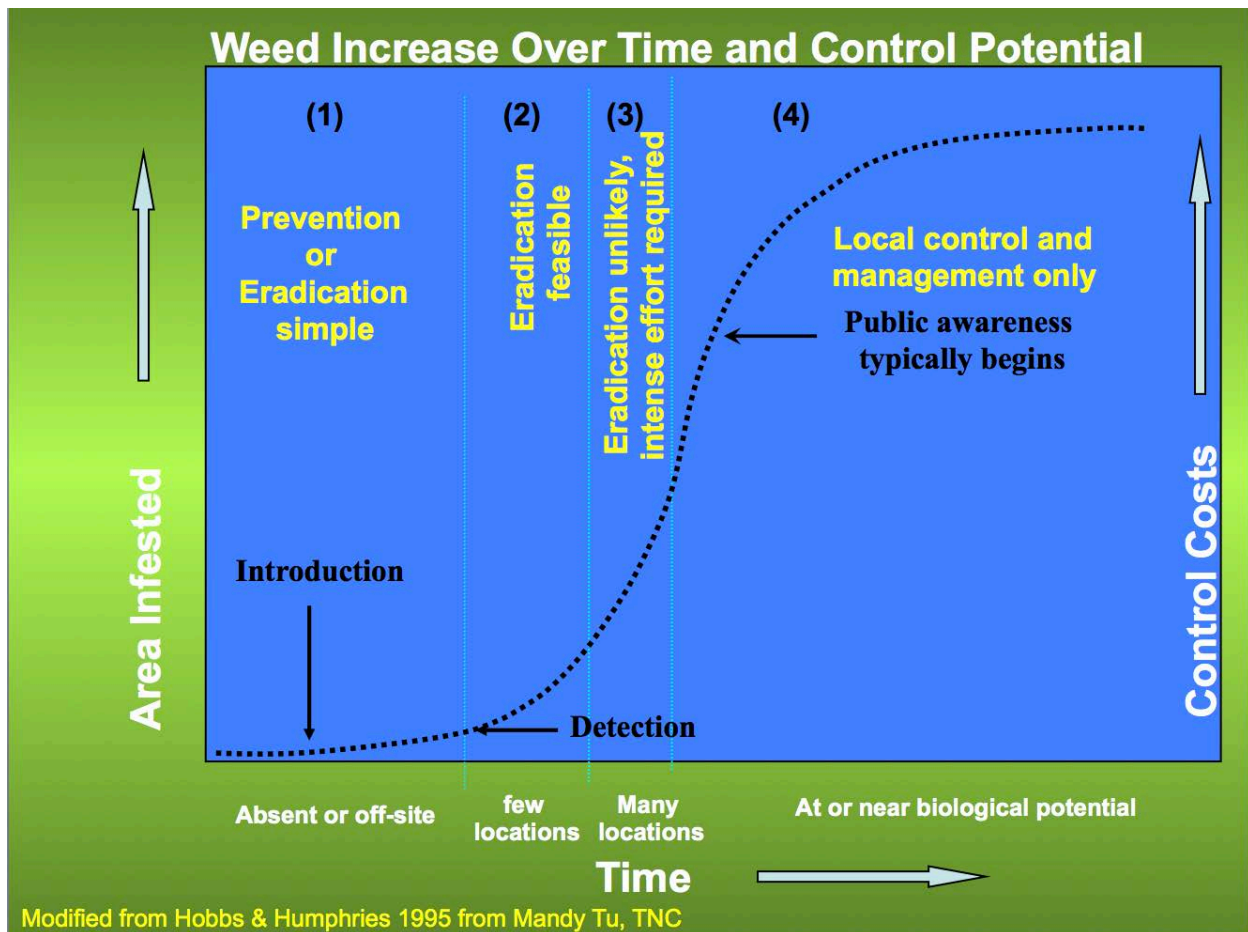 Weed Increase Over Time and Control Potential
(1)
(2)
(3)
(4)
Prevention
or
Eradication
simple
Eradication
feasible
Eradication unlikely,
intense effort required
Local control and
management only
Public awareness
typically begins
Introduction
Detection
Area Infested
Control Costs
Absent or off-site
few
locations
Many
locations
At or near biological potential
Time
Modified from Hobbs & Humphries 1995 from Mandy Tu, TNC